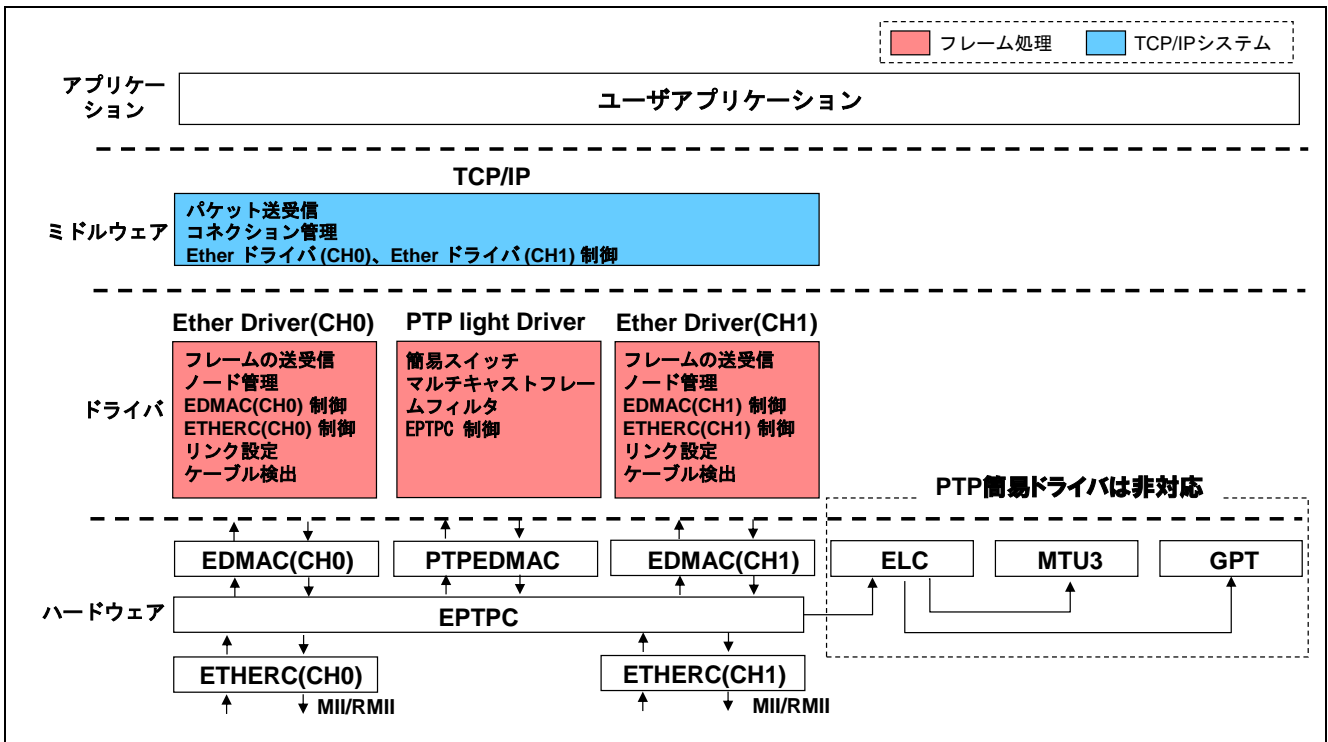 フレーム処理
TCP/IPシステム
アプリケー
ション
ユーザアプリケーション
TCP/IP
ミドルウェア
パケット送受信
コネクション管理
Ether ドライバ (CH0)、Ether ドライバ (CH1) 制御
Ether Driver(CH0)
PTP light Driver
Ether Driver(CH1)
ドライバ
フレームの送受信
ノード管理
EDMAC(CH0) 制御
ETHERC(CH0) 制御
リンク設定
ケーブル検出
簡易スイッチ
マルチキャストフレー
ムフィルタ
EPTPC 制御
フレームの送受信
ノード管理
EDMAC(CH1) 制御
ETHERC(CH1) 制御
リンク設定
ケーブル検出
PTP簡易ドライバは非対応
EDMAC(CH0)
PTPEDMAC
EDMAC(CH1)
ELC
MTU3
GPT
ハードウェア
EPTPC
ETHERC(CH0)
ETHERC(CH1)
MII/RMII
MII/RMII